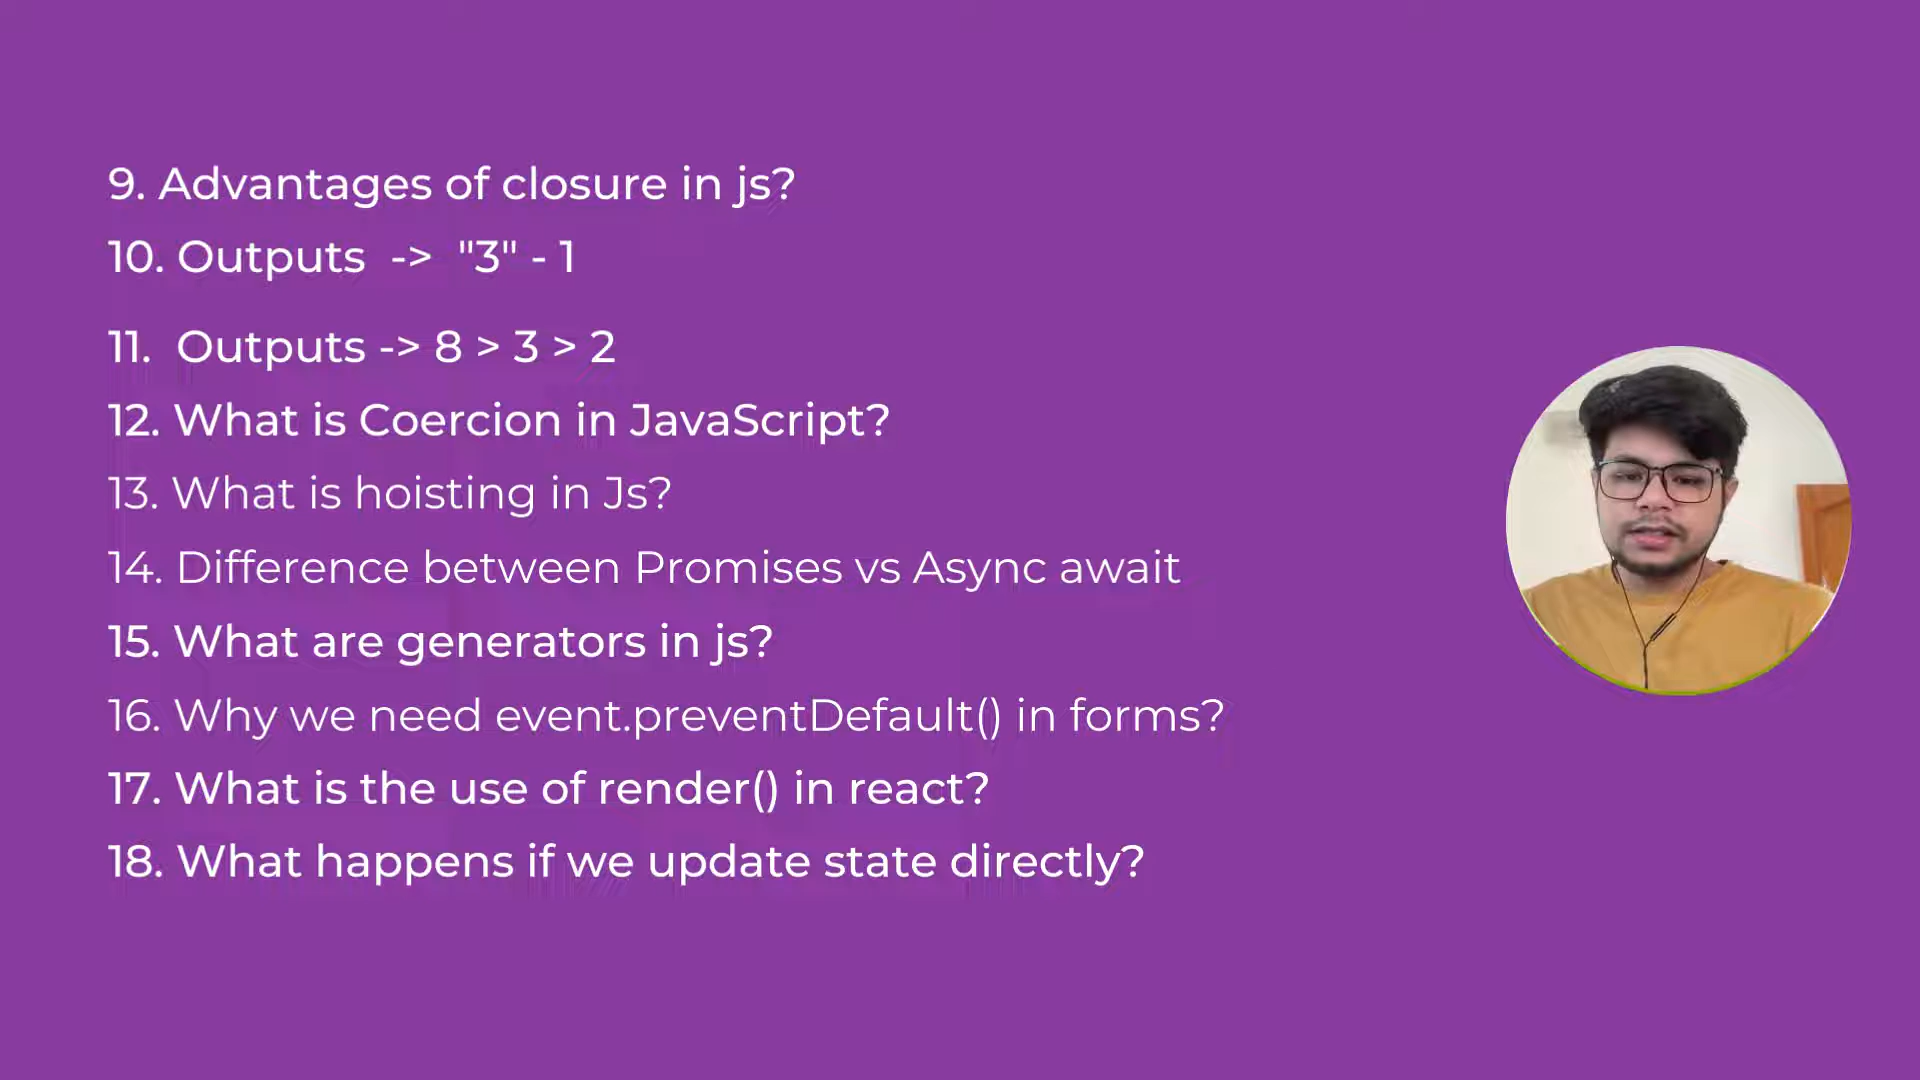 9. Advantages of closure in js?
10. Outputs -> "3" - 1
11. Outputs -> 8 > 3 > 2
12. What is Coercion in JavaScript?
13. What is hoisting in Js?
14. Difference between Promises vs Async await
15. What are generators in js?
16. Why we need event.preventDefault() in forms?
17. What is the use of render() in react?
18. What happens if we update state directly?